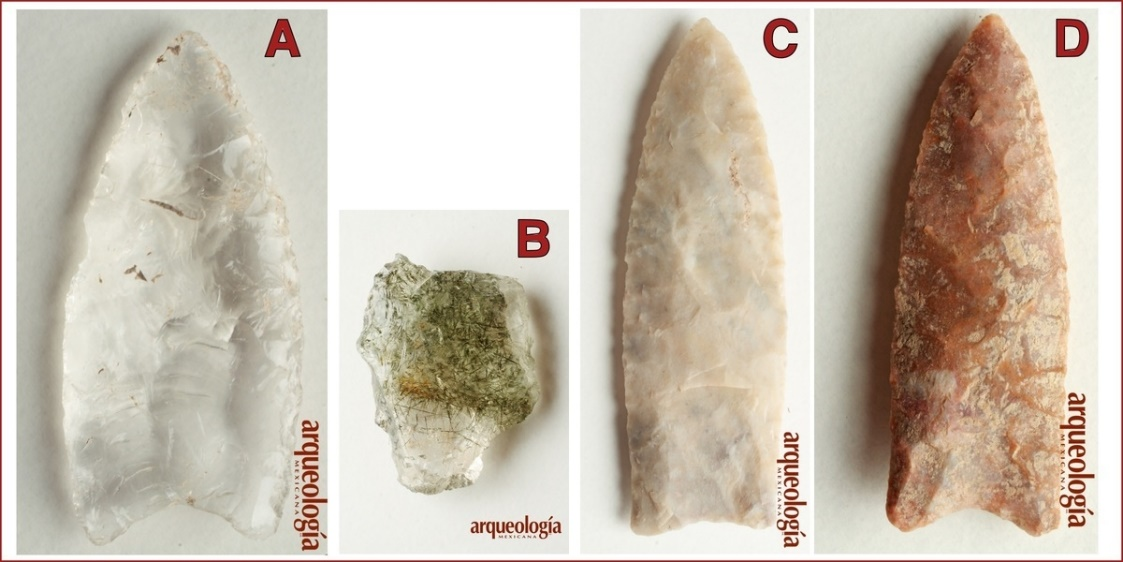 A
arqueología
MEXICANA
B
arqueología
MEXICANA
C
arqueología
MEXICANA
D
arqueología
MEXICANA